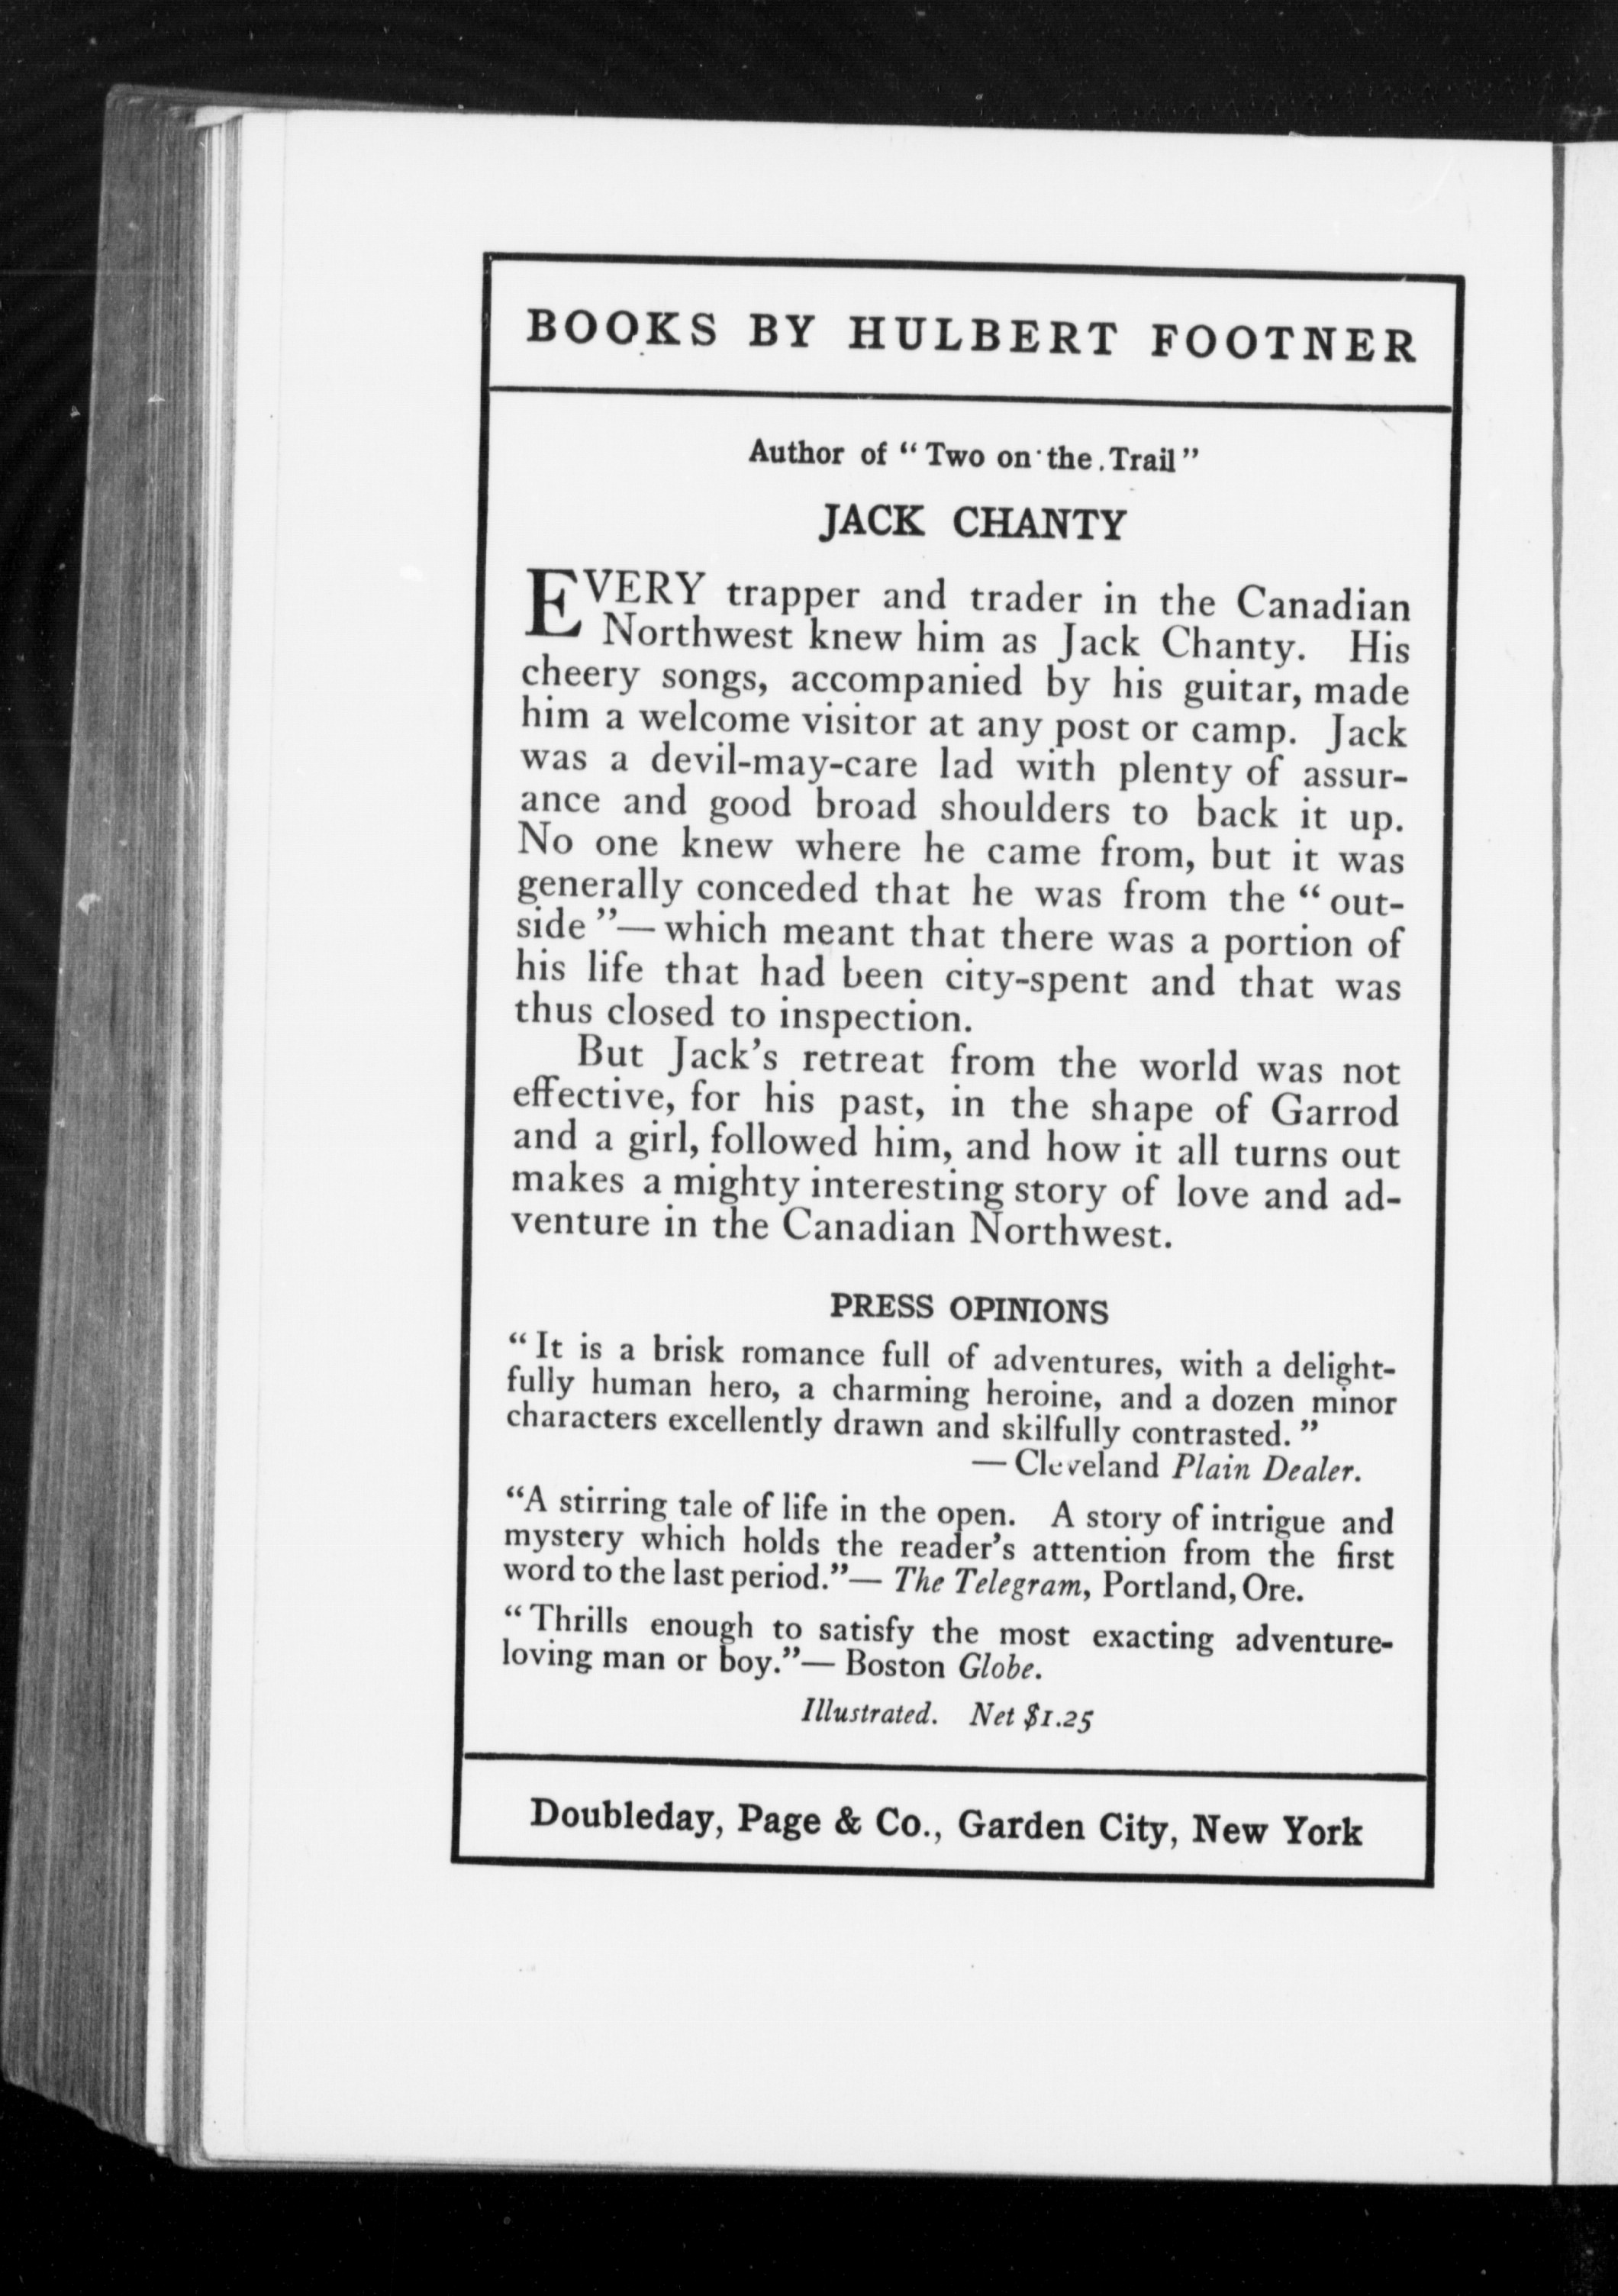 BOOKS BY HULBERT FOOTNER
Author of “Two on the Trail”
JACK CHANTY
EVERY trapper and trader in the Canadian
Northwest knew him as Jack Chanty. His
cheery songs, accompanied by his guitar, made
him a welcome visitor at any post or camp. Jack
was a devil-may-care lad with plenty of assur-
ance and good broad shoulders to back it up.
No one knew where he came from, but it was
generally conceded that he was from the “out-
side”—which meant that there was a portion of
his life that had been city-spent and that was
thus closed to inspection.
But Jack’s retreat from the world was not
effective, for his past, in the shape of Garrod
and a girl, followed him, and how it all turns out
makes a mighty interesting story of love and ad-
venture in the Canadian Northwest.
PRESS OPINIONS
“It is a brisk romance full of adventures, with a delight-
fully human hero, a charming heroine, and a dozen minor
characters excellently drawn and skilfully contrasted.”
—Cleveland Plain Dealer.
“A stirring tale of life in the open. A story of intrigue and
mystery which holds the reader’s attention from the first
word to the last period.”—The Telegram, Portland, Ore.
“Thrills enough to satisfy the most exacting adventure-
loving man or boy.”—Boston Globe.
Illustrated. Net $1.25
Doubleday, Page & Co., Garden City, New York